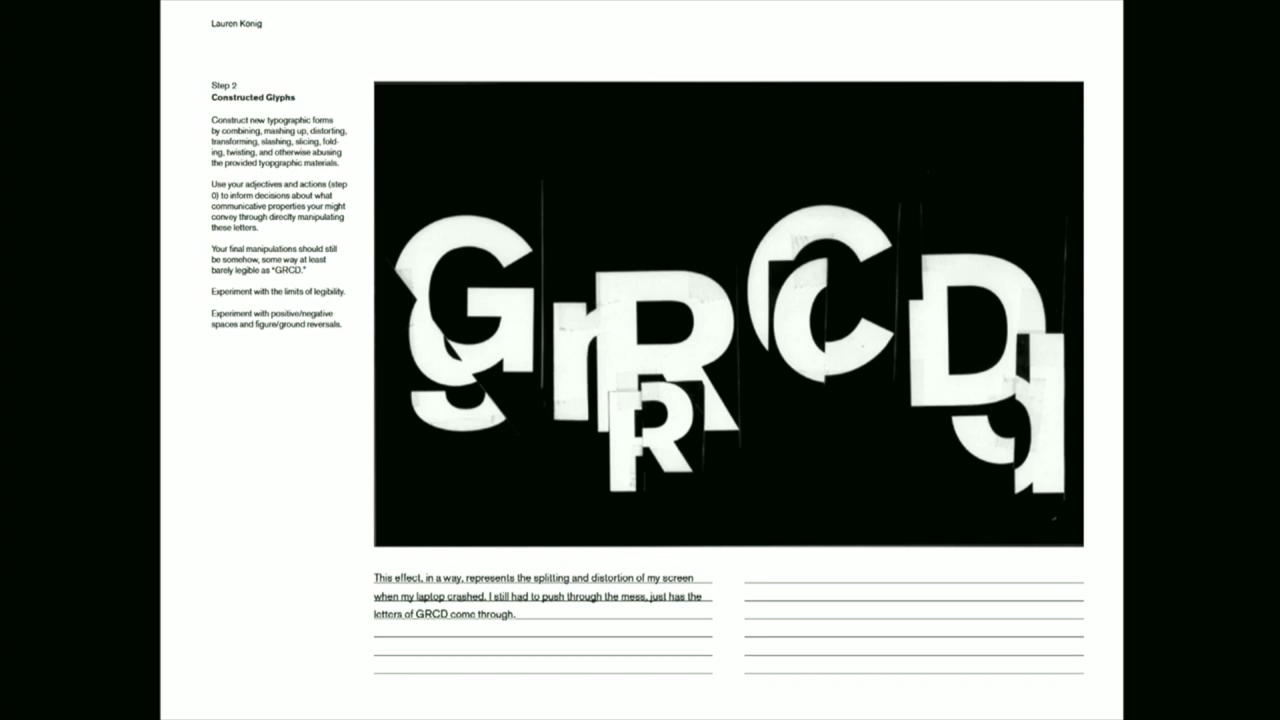 Lauren Konig
Step 2
Constructed Glyphs
Construct new typographic forms
by combining, mashing up, distorting,
transforming, slashing, slicing, fold-
ing, twisting, and otherwise abusing
the provided tyopgraphic materials.
Use your adjectives and actions (step
0) to inform decisions about what
communicative properties your might
convey through direclty manipulating
these letters.
Your final manipulations should still
be somehow, some way at least
barely legible as “GRCD.”
Experiment with the limits of legibility.
Experiment with positive/negative
spaces and figure/ground reversals.
GRCD
This effect, in a way, represents the splitting and distortion of my screen
when my laptop crashed. I still had to push through the mess, just has the
letters of GRCD come through.